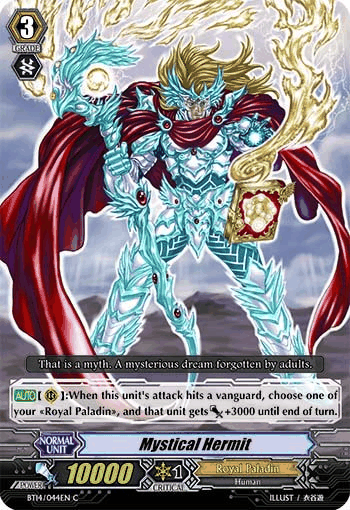 3
GRADE
That is a myth. A mysterious dream forgotten by adults.
AUTO [ ]:When this unit's attack hits a vanguard, choose one of
your «Royal Paladin», and that unit gets +3000 until end of turn.
NORMAL
UNIT
Mystical Hermit
POWER 10000 1 CRITICAL
Royal Paladin
Human
BT14/044EN C
ILLUST / 衣谷遊